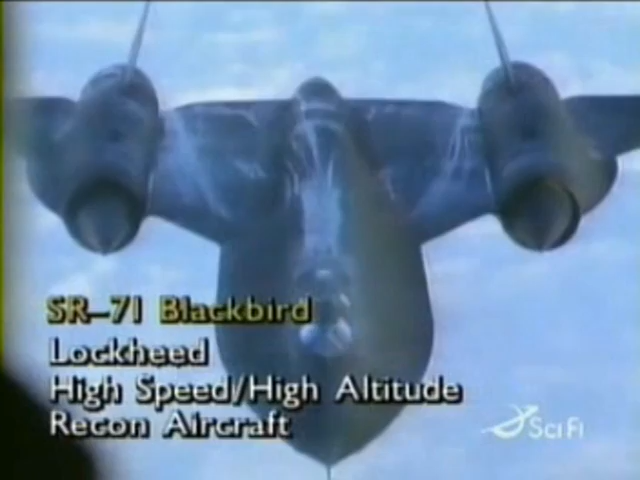 SR-71 Blackbird
Lockheed
High Speed/High Altitude
Recon Aircraft
Sci Fi